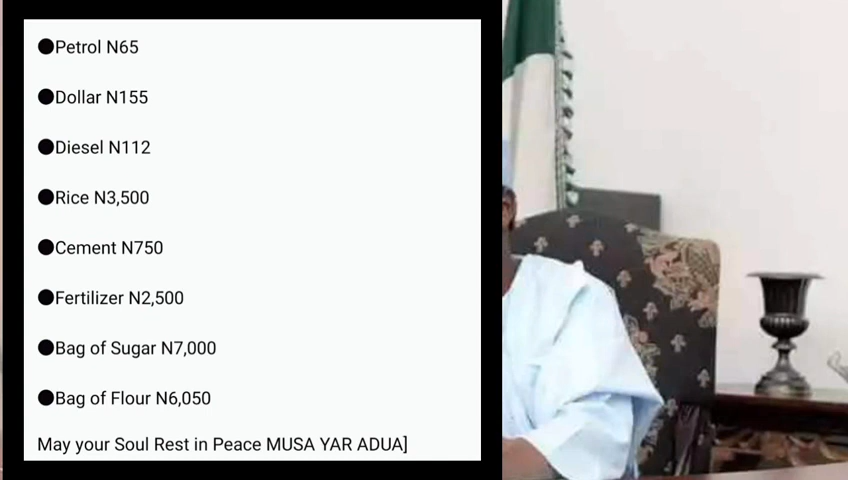 ●Petrol N65
●Dollar N155
●Diesel N112
●Rice N3,500
●Cement N750
●Fertilizer N2,500
●Bag of Sugar N7,000
●Bag of Flour N6,050
May your Soul Rest in Peace MUSA YAR ADUA]